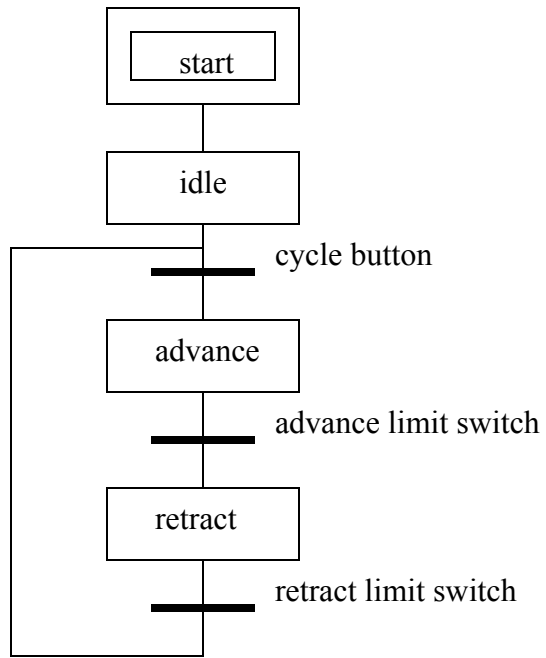 start
idle
cycle button
advance
advance limit switch
retract
retract limit switch